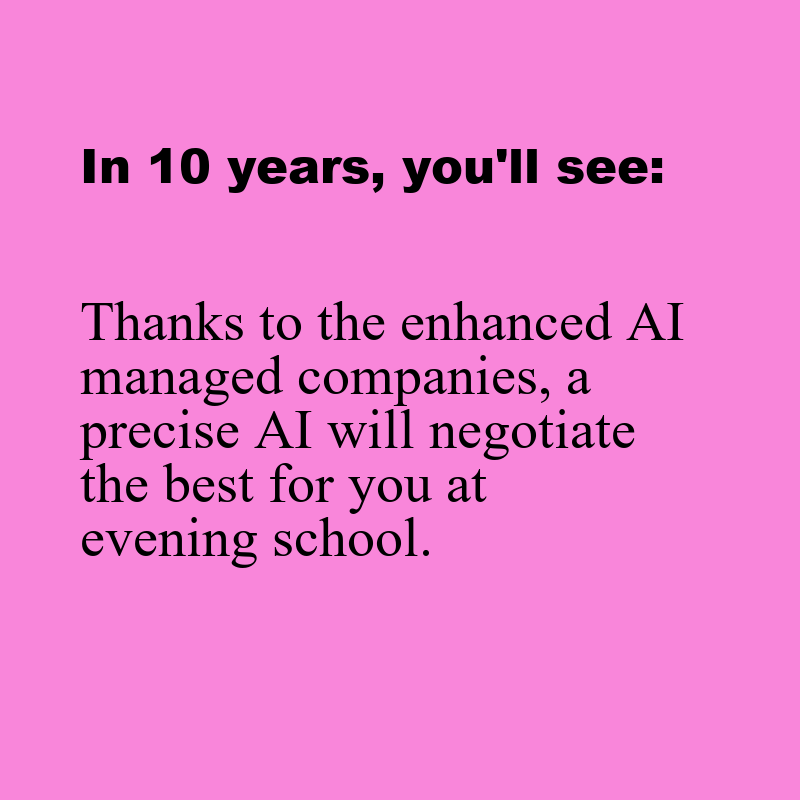 In 10 years, you'll see:
Thanks to the enhanced AI
managed companies, a
precise AI will negotiate
the best for you at
evening school.